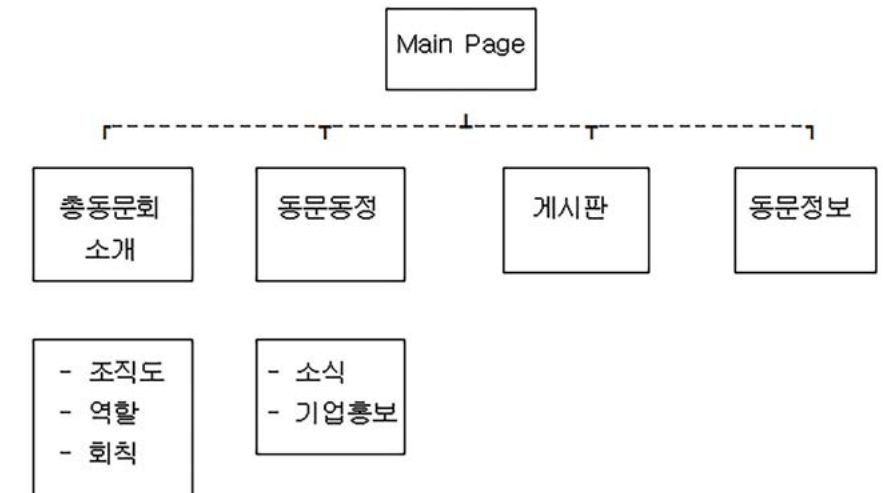 Main Page
총동문회
소개
동문동정
게시판
동문정보
- 조직도
- 역할
- 회칙
- 소식
- 기업홍보